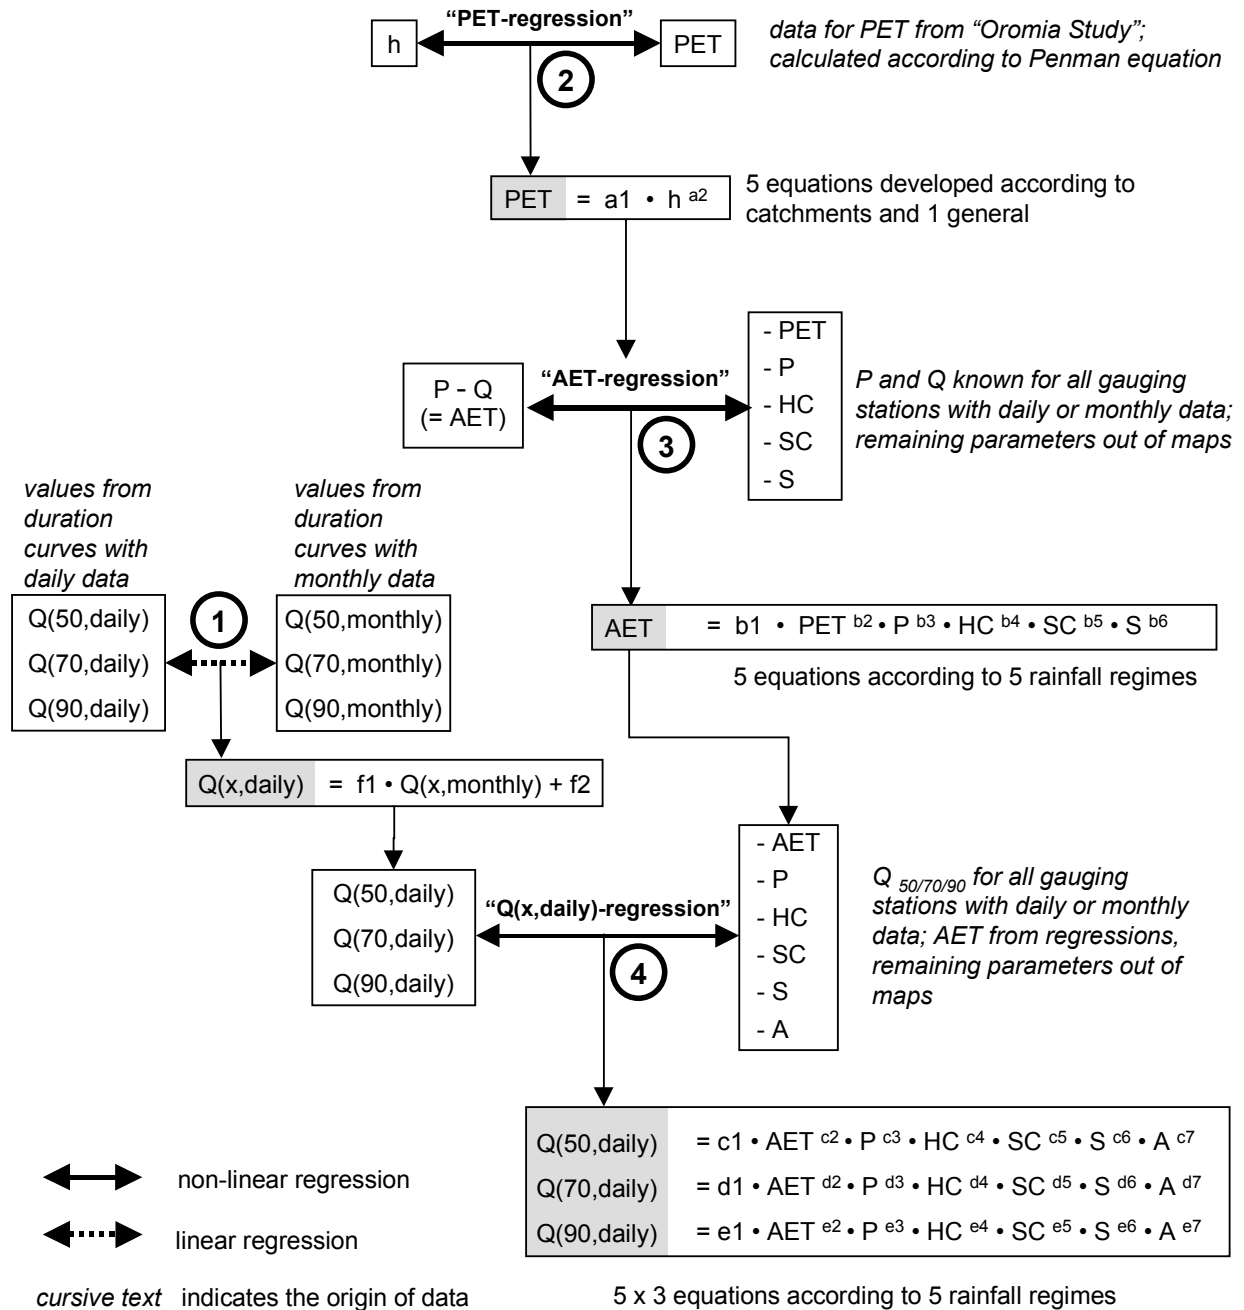 "PET-regression"
h
PET
data for PET from "Oromia Study";
calculated according to Penman equation
2
PET = a1 • h a2
5 equations developed according to
catchments and 1 general
- PET
- P
- HC
- SC
- S
"AET-regression"
P - Q
(= AET)
3
P and Q known for all gauging
stations with daily or monthly data;
remaining parameters out of maps
values from
duration
curves with
daily data
values from
duration
curves with
monthly data
Q(50,daily)
Q(70,daily)
Q(90,daily)
1
Q(50,monthly)
Q(70,monthly)
Q(90,monthly)
AET = b1 • PET b2 • P b3 • HC b4 • SC b5 • S b6
5 equations according to 5 rainfall regimes
Q(x,daily) = f1 • Q(x,monthly) + f2
Q(50,daily)
Q(70,daily)
Q(90,daily)
"Q(x,daily)-regression"
4
- AET
- P
- HC
- SC
- S
- A
Q 50/70/90 for all gauging
stations with daily or monthly
data; AET from regressions,
remaining parameters out of
maps
Q(50,daily) = c1 • AET c2 • P c3 • HC c4 • SC c5 • S c6 • A c7
Q(70,daily) = d1 • AET d2 • P d3 • HC d4 • SC d5 • S d6 • A d7
Q(90,daily) = e1 • AET e2 • P e3 • HC e4 • SC e5 • S e6 • A e7
5 x 3 equations according to 5 rainfall regimes
non-linear regression
linear regression
cursive text indicates the origin of data